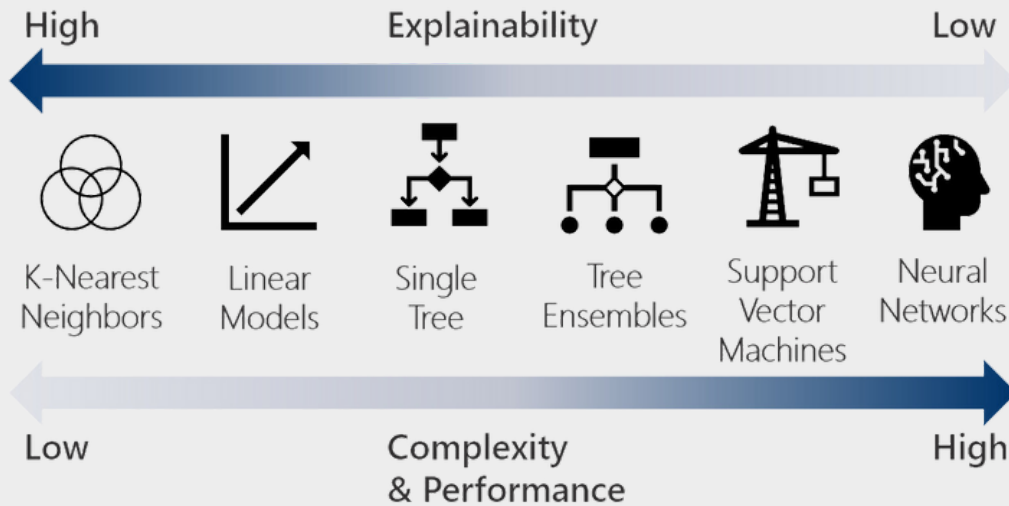 High Explainability Low
K-Nearest
Neighbors
Linear
Models
Single
Tree
Tree
Ensembles
Support
Vector
Machines
Neural
Networks
Low Complexity High
& Performance